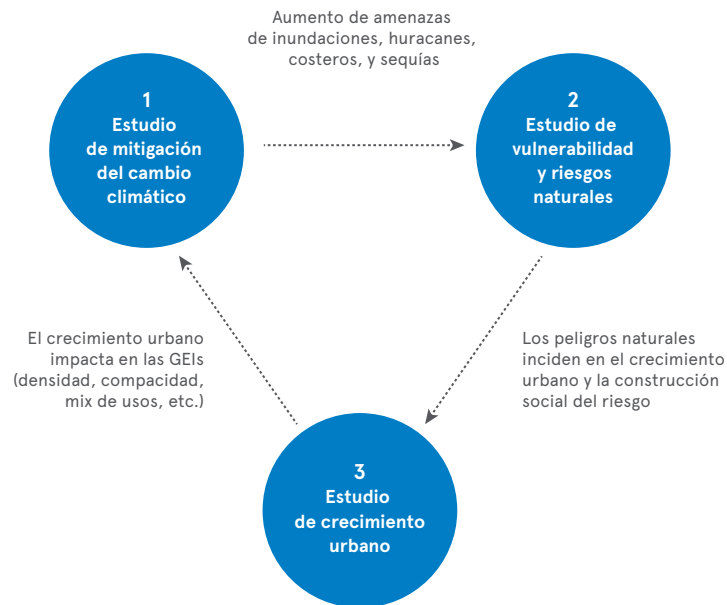 Aumento de amenazas
de inundaciones, huracanes,
costeros, y sequías
1
Estudio
de mitigación
del cambio
climático
2
Estudio de
vulnerabilidad
y riesgos
naturales
El crecimiento urbano
impacta en las GEIs
(densidad, compacidad,
mix de usos, etc.)
Los peligros naturales
inciden en el crecimiento
urbano y la construcción
social del riesgo
3
Estudio
de crecimiento
urbano